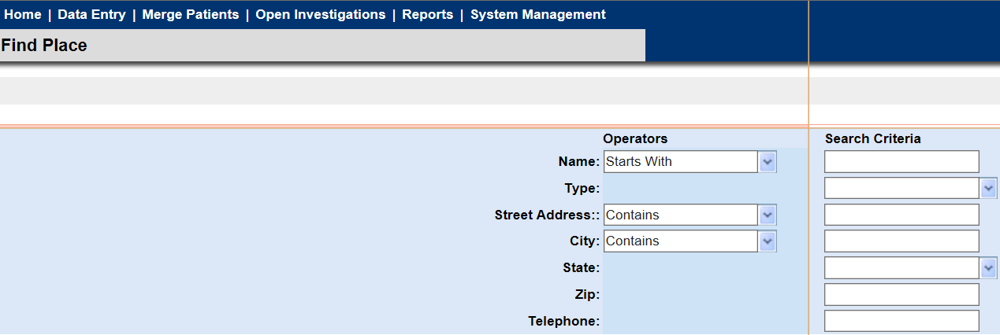 Home | Data Entry | Merge Patients | Open Investigations | Reports | System Management
Find Place
Operators Search Criteria
Name: Starts With
Type:
Street Address:: Contains
City: Contains
State:
Zip:
Telephone: